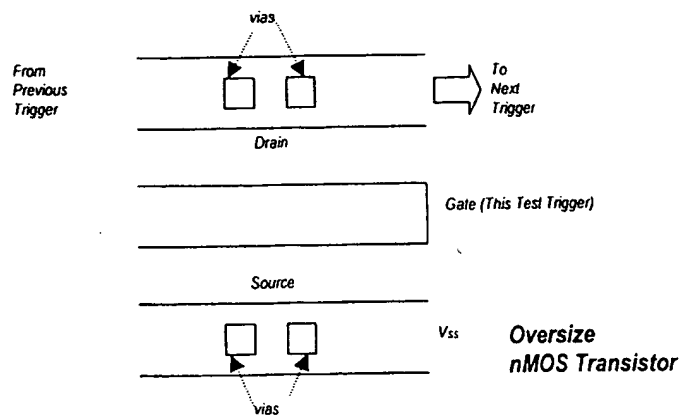 vias
From
Previous
Trigger
To
Next
Trigger
Drain
Gate (This Test Trigger)
Source
Vss
Oversize
nMOS Transistor
vias